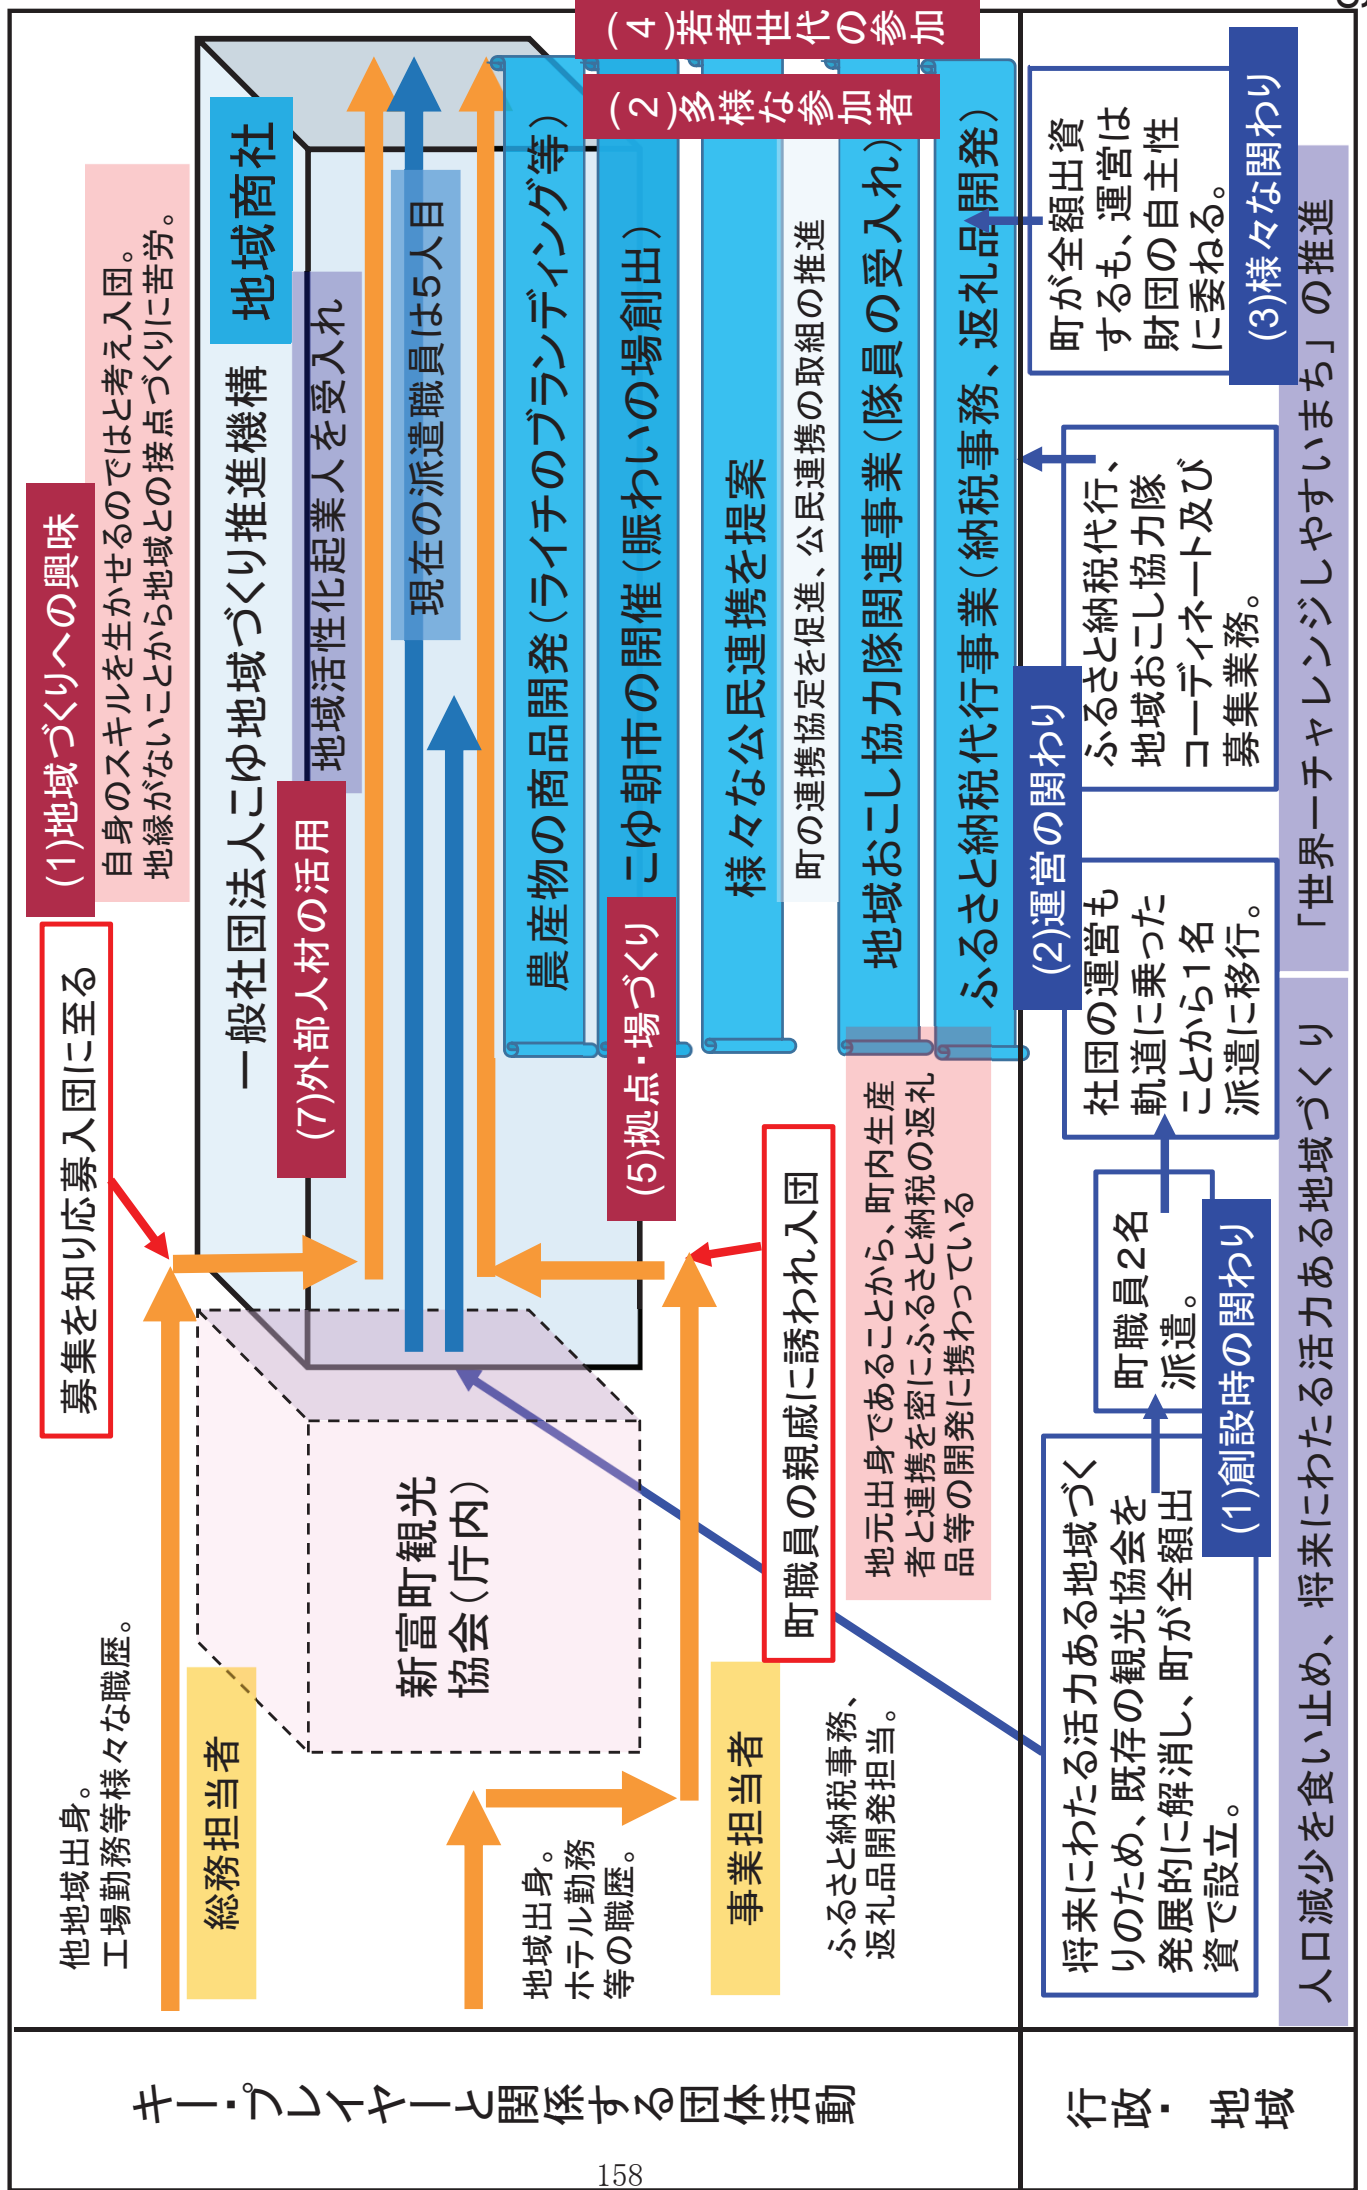 キー・プレイヤーと関係する団体活動
行政・地域
(1)地域づくりへの興味
自身のスキルを生かせるのではと考え入団。
地縁がないことから地域との接点づくりに苦労。
募集を知り応募入団に至る
他地域出身。
工場勤務等様々な職歴。
総務担当者
一般社団法人こゆ地域づくり推進機構
地域商社
(7)外部人材の活用
地域活性化起業人を受入れ
現在の派遣職員は5人目
新富町観光
協会(庁内)
地域出身。
ホテル勤務
等の職歴。
農産物の商品開発(ライチのブランディング等)
(5)拠点・場づくり
こゆ朝市の開催(賑わいの場創出)
(4)若者世代の参加
(2)多様な参加者
様々な公民連携を提案
町の連携協定を促進、公民連携の取組の推進
事業担当者
ふるさと納税事務、
返礼品開発担当。
町職員の親戚に誘われ入団
地元出身であることから、町内生産
者と連携を密にふるさと納税の返礼
品等の開発に携わっている
地域おこし協力隊関連事業(隊員の受入れ)
ふるさと納税代行事業(納税事務、返礼品開発)
将来にわたる活力ある地域づく
りのため、既存の観光協会を
発展的に解消し、町が全額出
資で設立。
(1)創設時の関わり
町職員2名
派遣。
社団の運営も
軌道に乗った
ことから1名
派遣に移行。
(2)運営の関わり
ふるさと納税代行、
地域おこし協力隊
コーディネート及び
募集業務。
町が全額出資
するも、運営は
財団の自主性
に委ねる。
(3)様々な関わり
人口減少を食い止め、将来にわたる活力ある地域づくり
「世界一チャレンジしやすいまち」の推進
158